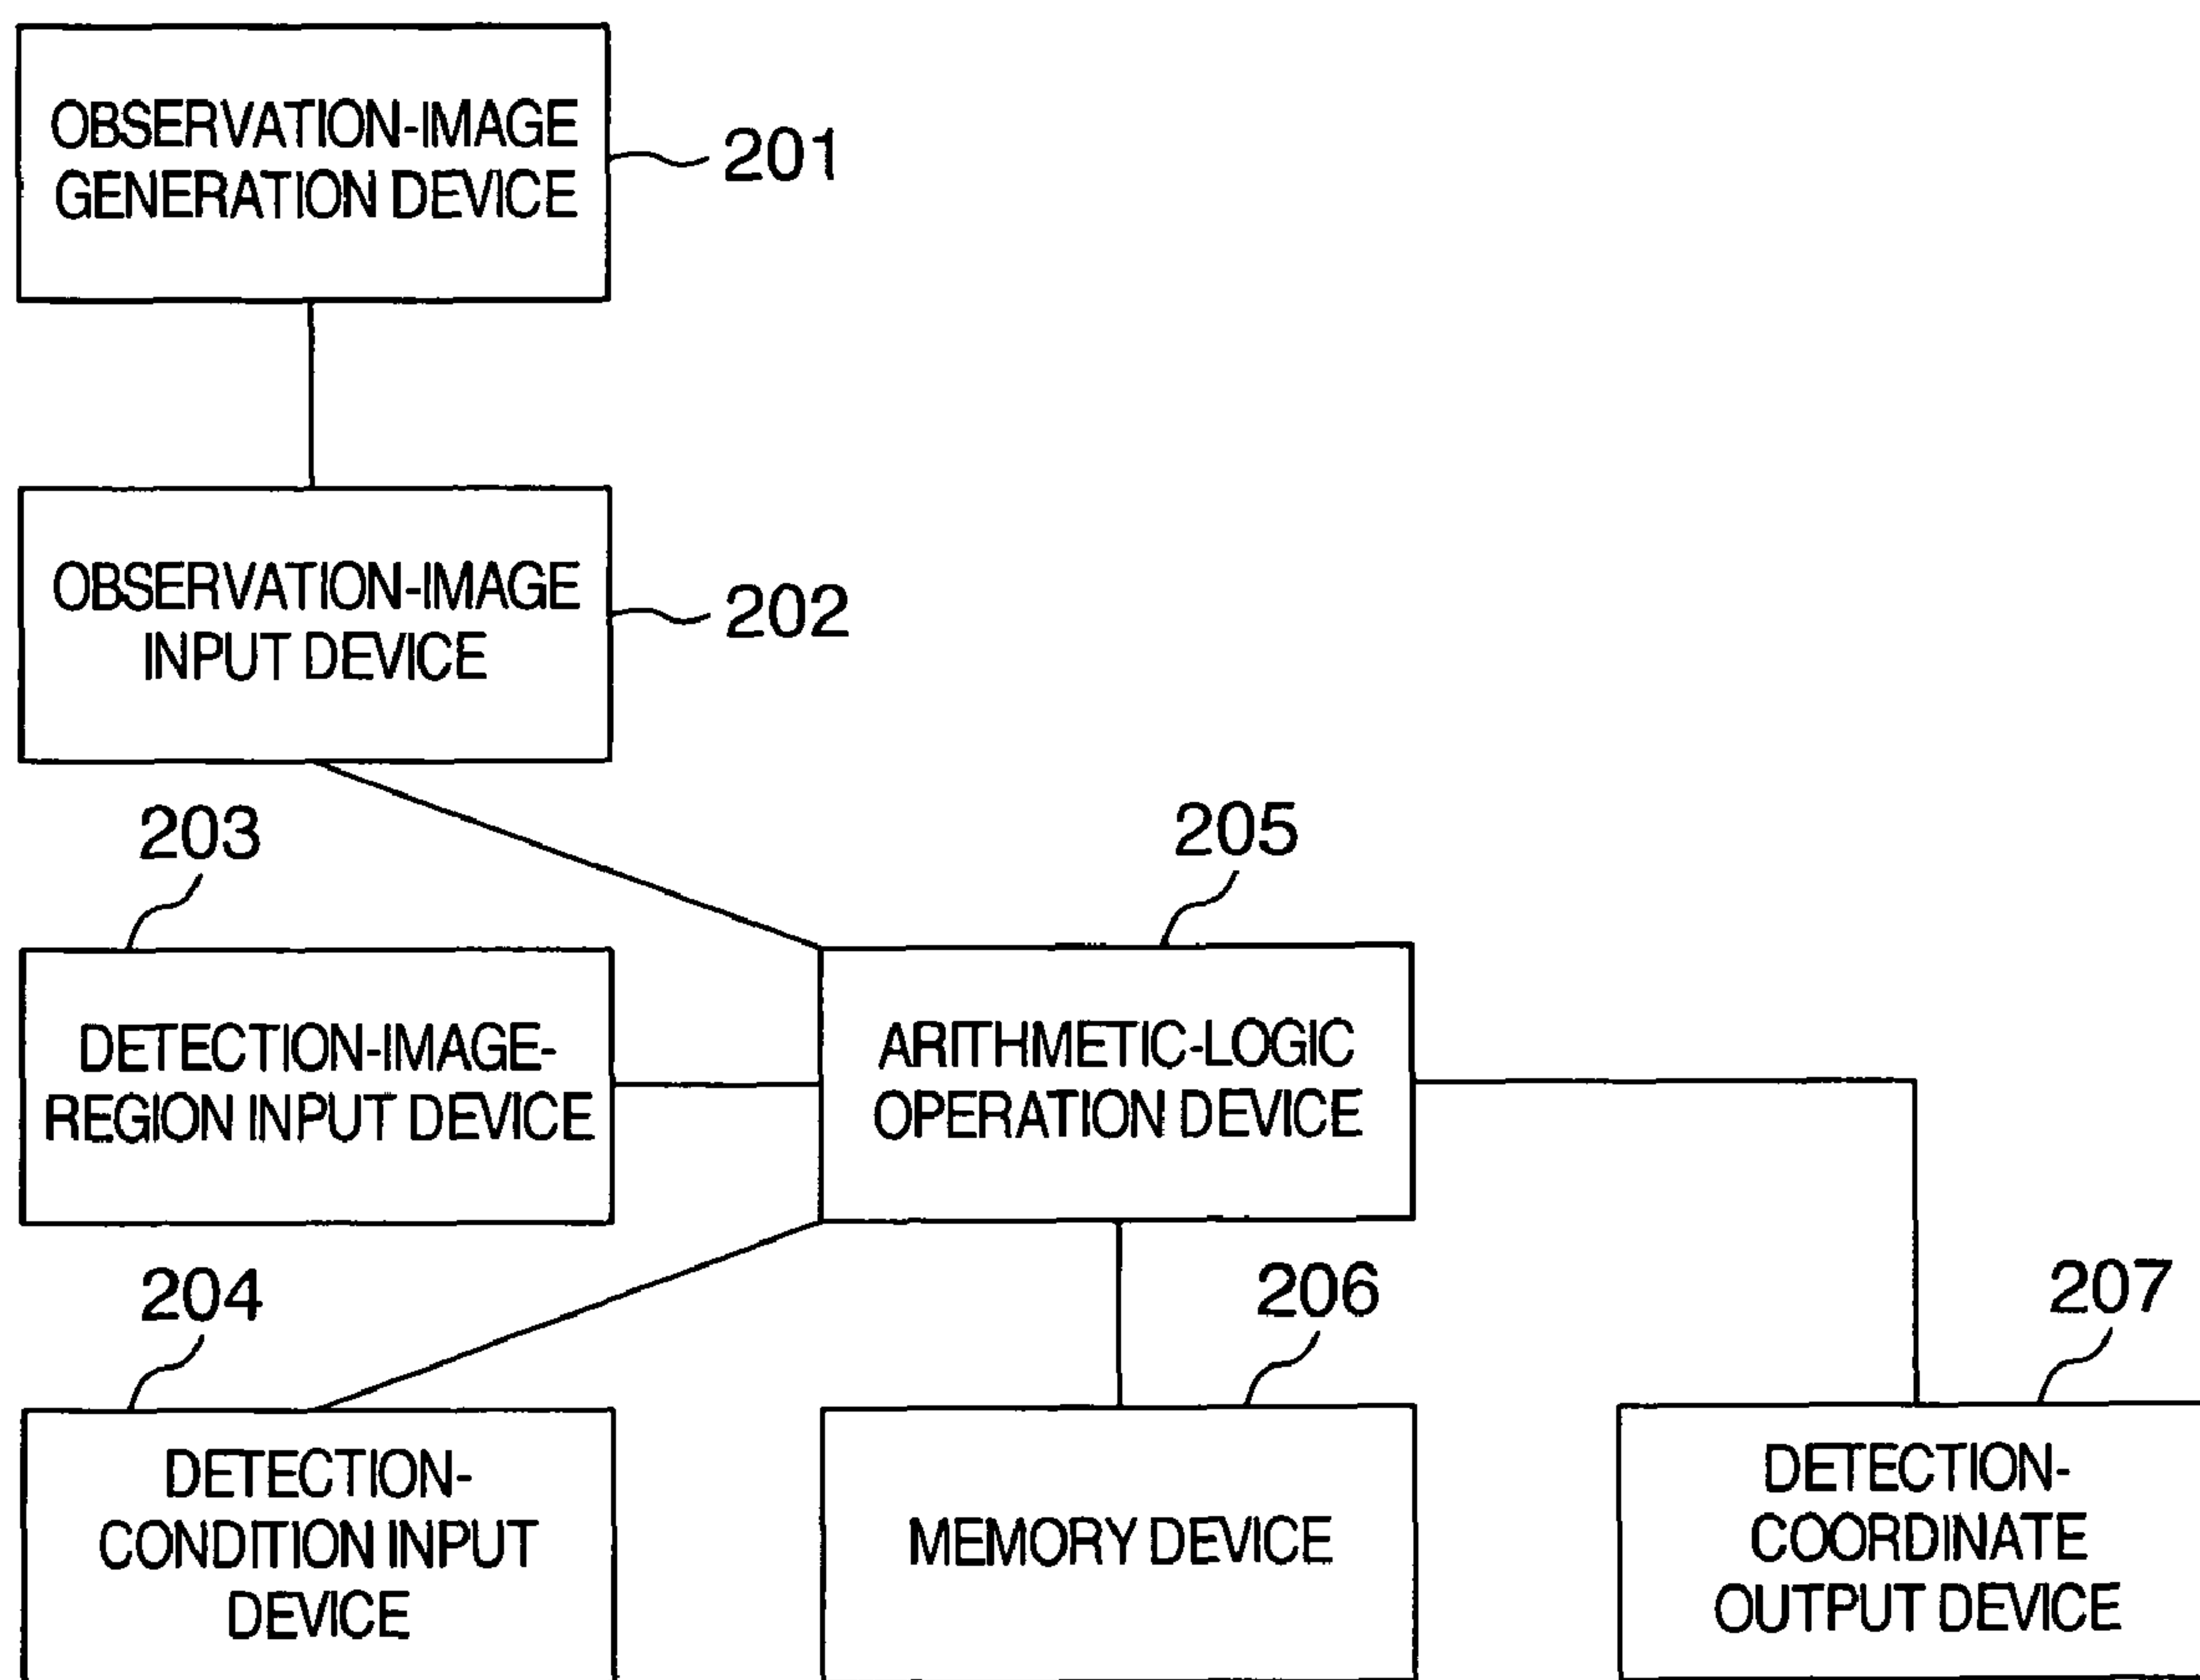 OBSERVATION-IMAGE
GENERATION DEVICE
201
OBSERVATION-IMAGE
INPUT DEVICE
202
203
DETECTION-IMAGE-
REGION INPUT DEVICE
205
ARITHMETIC-LOGIC
OPERATION DEVICE
204
DETECTION-
CONDITION INPUT
DEVICE
206
MEMORY DEVICE
207
DETECTION-
COORDINATE
OUTPUT DEVICE